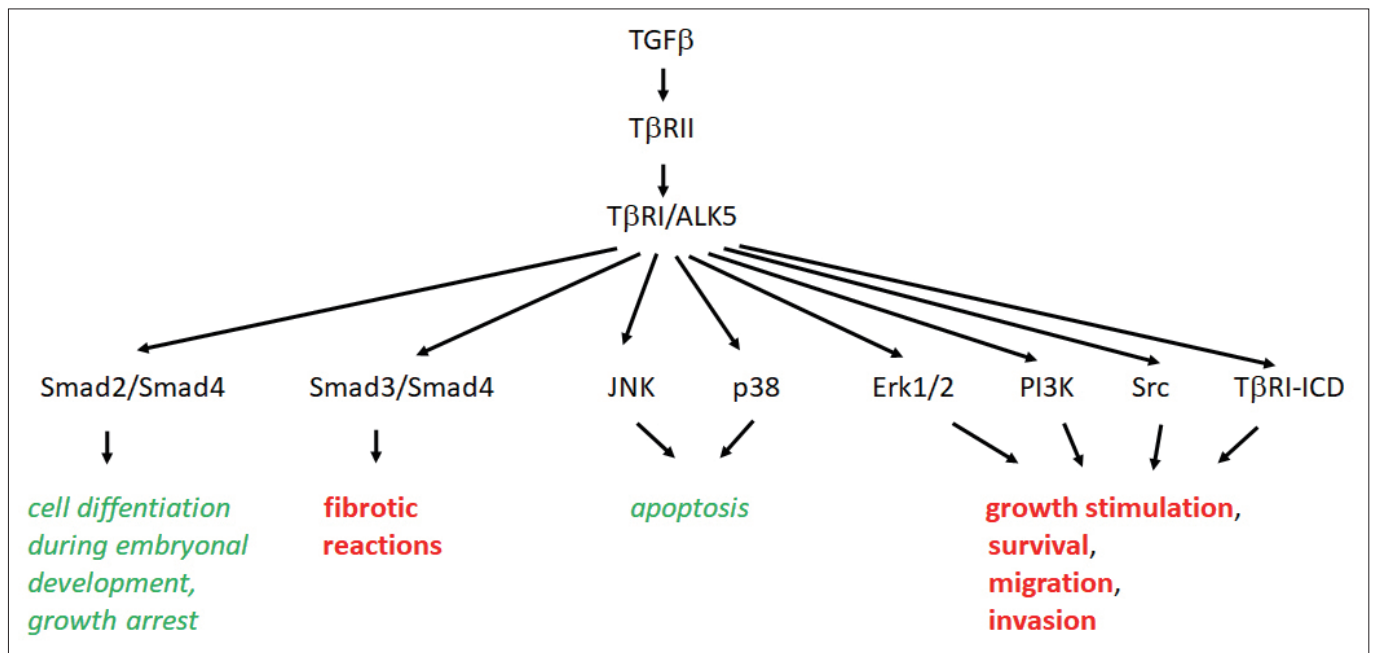 TGFβ
TβRII
TβRI/ALK5
Smad2/Smad4 Smad3/Smad4 JNK p38 Erk1/2 PI3K Src TβRI-ICD
cell diffentiation
during embryonal
development,
growth arrest
fibrotic
reactions
apoptosis
growth stimulation,
survival,
migration,
invasion